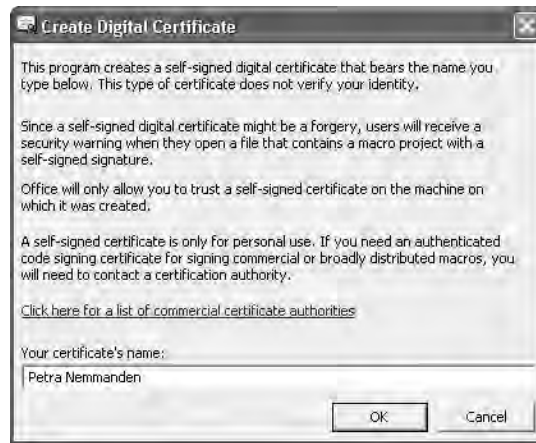 Create Digital Certificate
This program creates a self-signed digital certificate that bears the name you
type below. This type of certificate does not verify your identity.
Since a self-signed digital certificate might be a forgery, users will receive a
security warning when they open a file that contains a macro project with a
self-signed signature.
Office will only allow you to trust a self-signed certificate on the machine on
which it was created.
A self-signed certificate is only for personal use. If you need an authenticated
code signing certificate for signing commercial or broadly distributed macros, you
will need to contact a certification authority.
Click here for a list of commercial certificate authorities
Your certificate's name:
Petra Nemmanden
OK Cancel